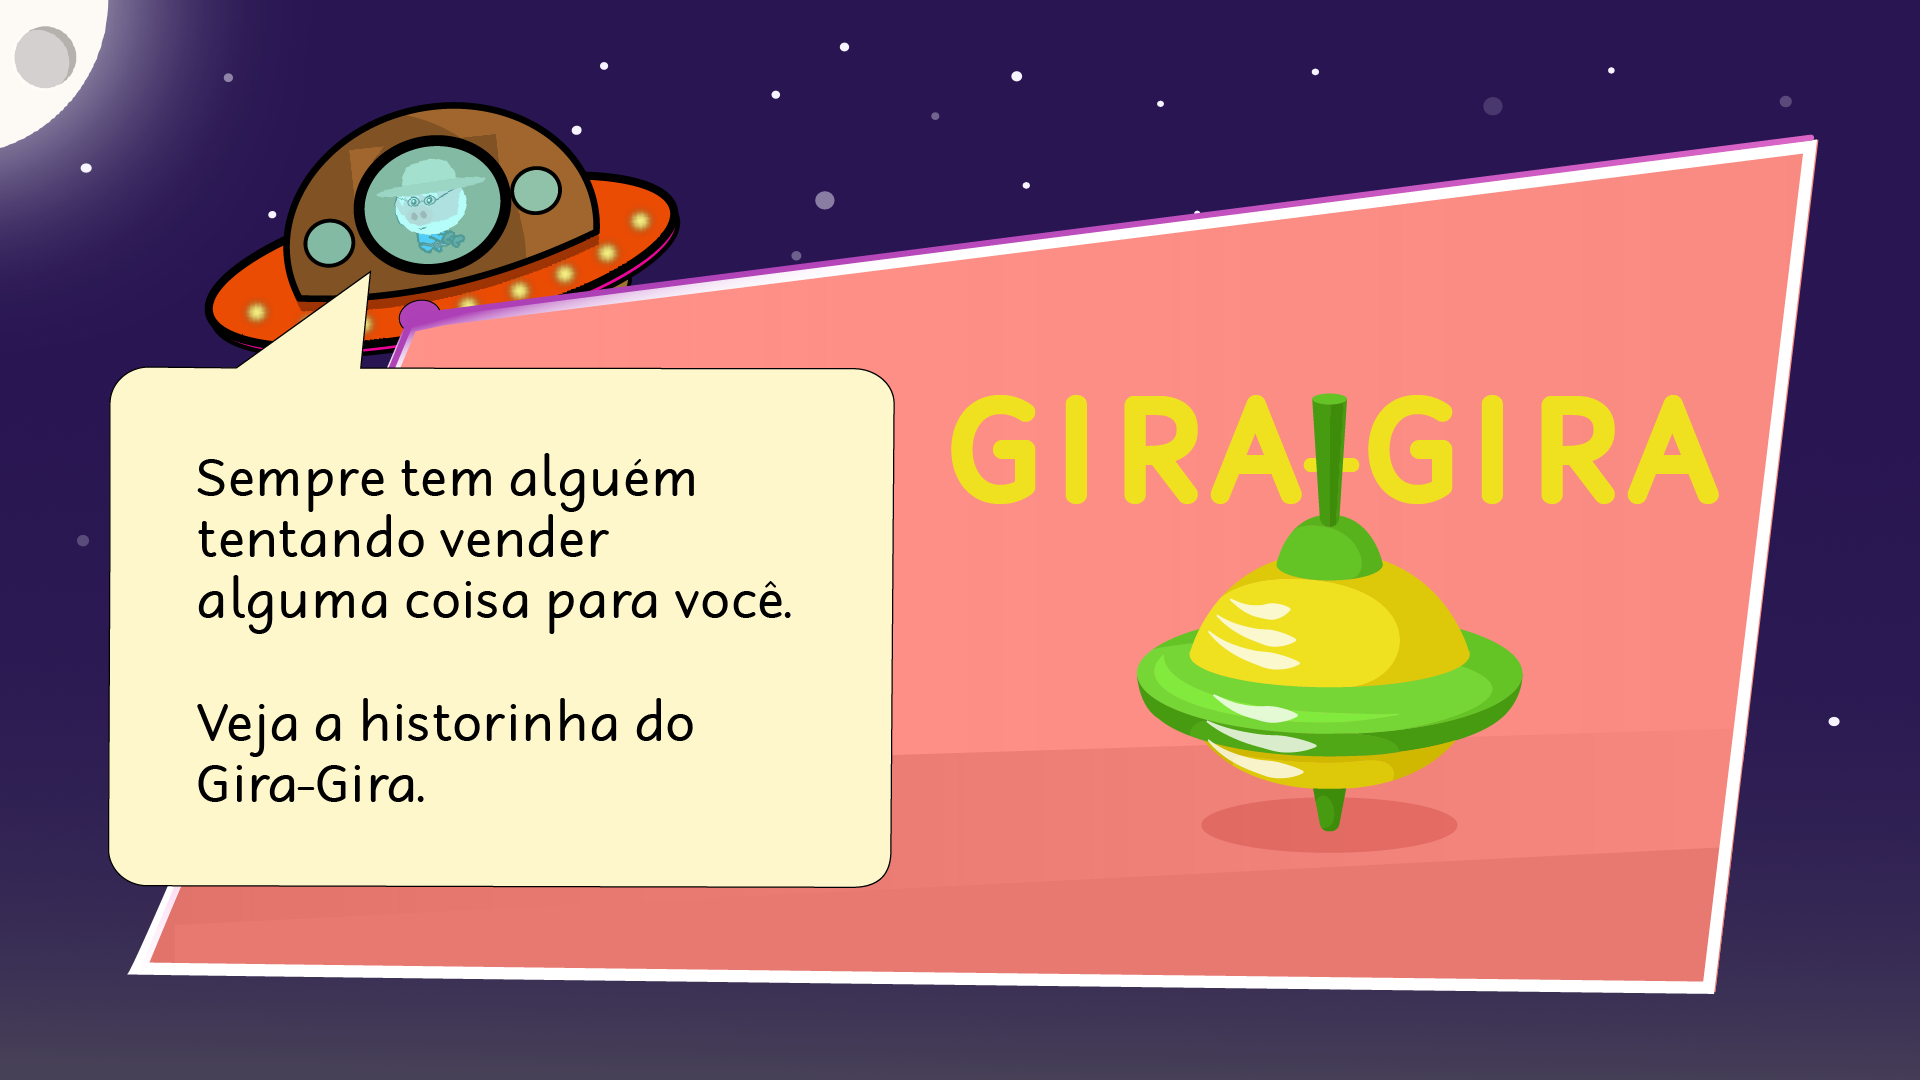 Sempre tem alguém
tentando vender
alguma coisa para você.
Veja a historinha do
Gira-Gira.
GIRA-GIRA